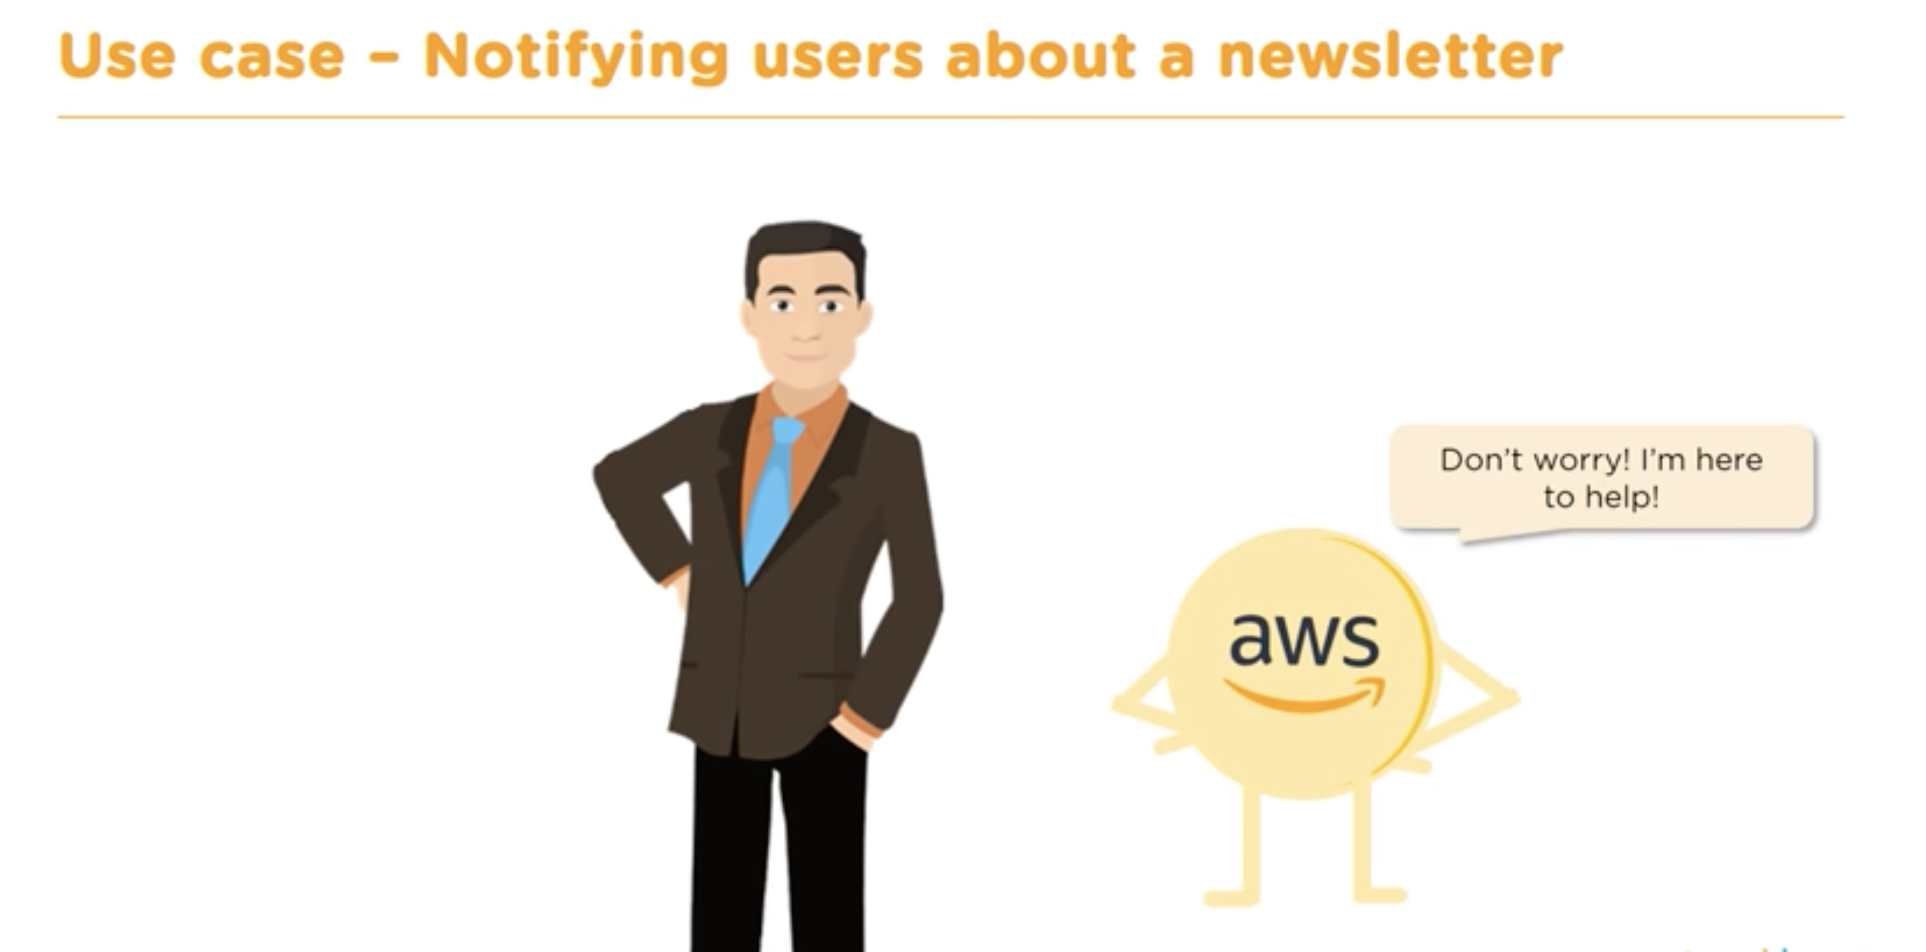 Use case – Notifying users about a newsletter
Don't worry! I'm here
to help!
aws